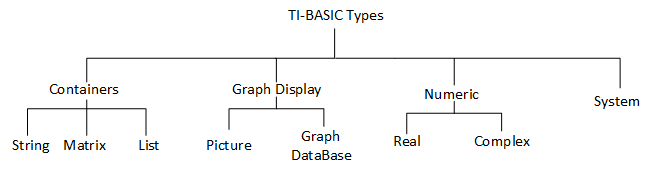 TI-BASIC Types
Containers
Graph Display
Numeric
System
String
Matrix
List
Picture
Graph
DataBase
Real
Complex